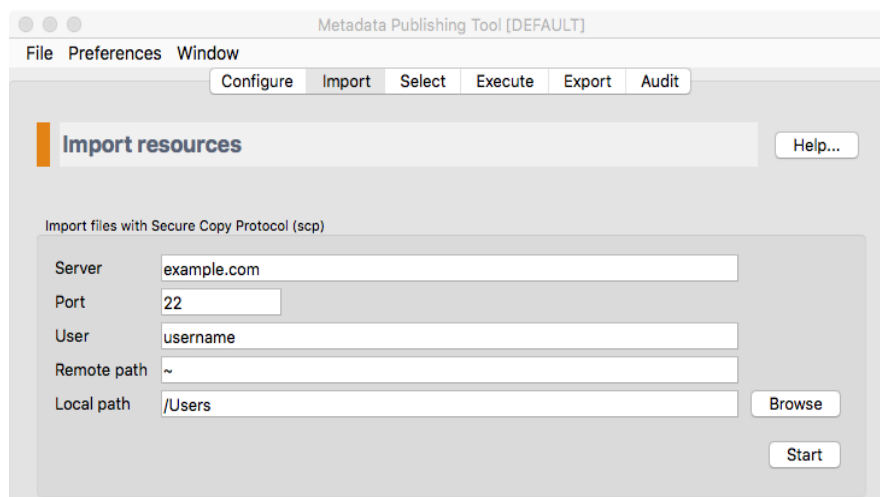 Metadata Publishing Tool [DEFAULT]
File Preferences Window
Configure Import Select Execute Export Audit
Import resources
Help...
Import files with Secure Copy Protocol (scp)
Server example.com
Port 22
User username
Remote path ~
Local path /Users Browse
Start